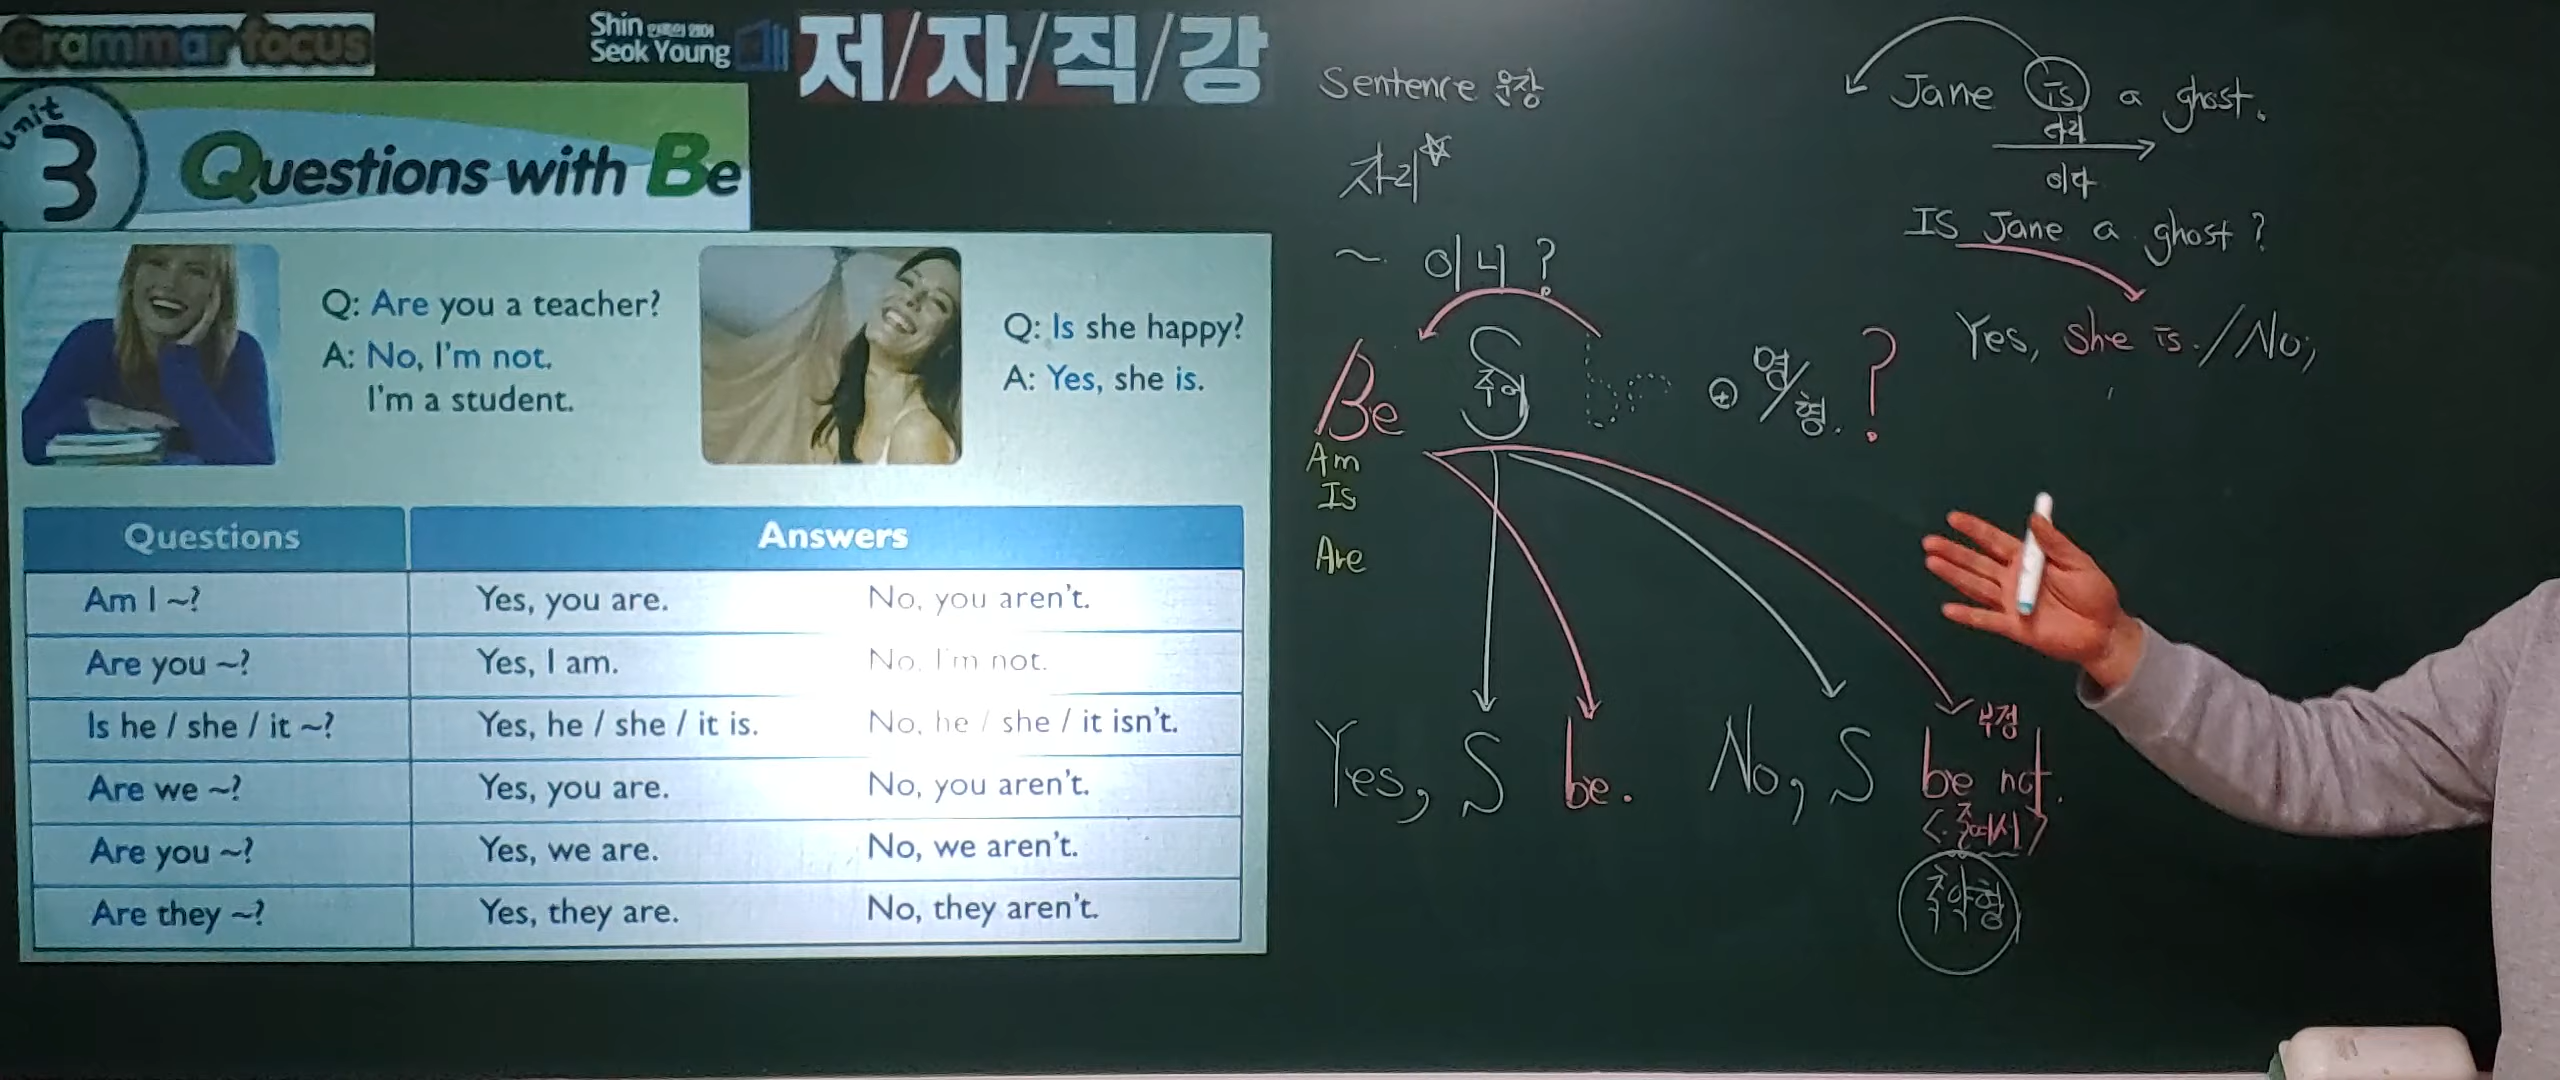 Grammar focus
Shin
Seok Young
저/자/직/강
Unit
3
Questions with Be
Q: Are you a teacher?
A: No, I'm not.
I'm a student.
Q: Is she happy?
A: Yes, she is.
Questions Answers
Am I ~? Yes, you are. No, you aren't.
Are you ~? Yes, I am. No, I'm not.
Is he / she / it ~? Yes, he / she / it is. No, he / she / it isn't.
Are we ~? Yes, you are. No, you aren't.
Are you ~? Yes, we are. No, we aren't.
Are they ~? Yes, they are. No, they aren't.
Sentence 문장
자리
~ 이니?
Be S 주어 be ⊕ 명/형. ?
Am
Is
Are
Yes, S be. No, S be not.
부정
줄약형
Jane is a ghost.
이다
Is Jane a ghost?
Yes, she is. / No,